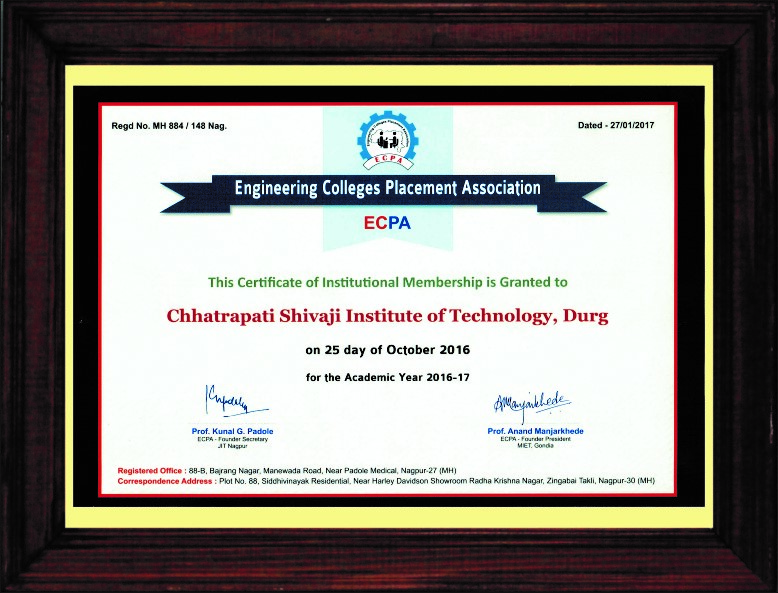 Regd No. MH 884 / 148 Nag.
Dated - 27/01/2017
Engineering Colleges Placement Association
ECPA
Engineering Colleges Placement Association
ECPA
This Certificate of Institutional Membership is Granted to
Chhatrapati Shivaji Institute of Technology, Durg
on 25 day of October 2016
for the Academic Year 2016-17
Prof. Kunal G. Padole
ECPA - Founder Secretary
JIT Nagpur
Prof. Anand Manjarkhede
ECPA - Founder President
MIET, Gondia
Registered Office : 88-B, Bajrang Nagar, Manewada Road, Near Padole Medical, Nagpur-27 (MH)
Correspondence Address : Plot No. 88, Siddhivinayak Residential, Near Harley Davidson Showroom Radha Krishna Nagar, Zingabai Takli, Nagpur-30 (MH)